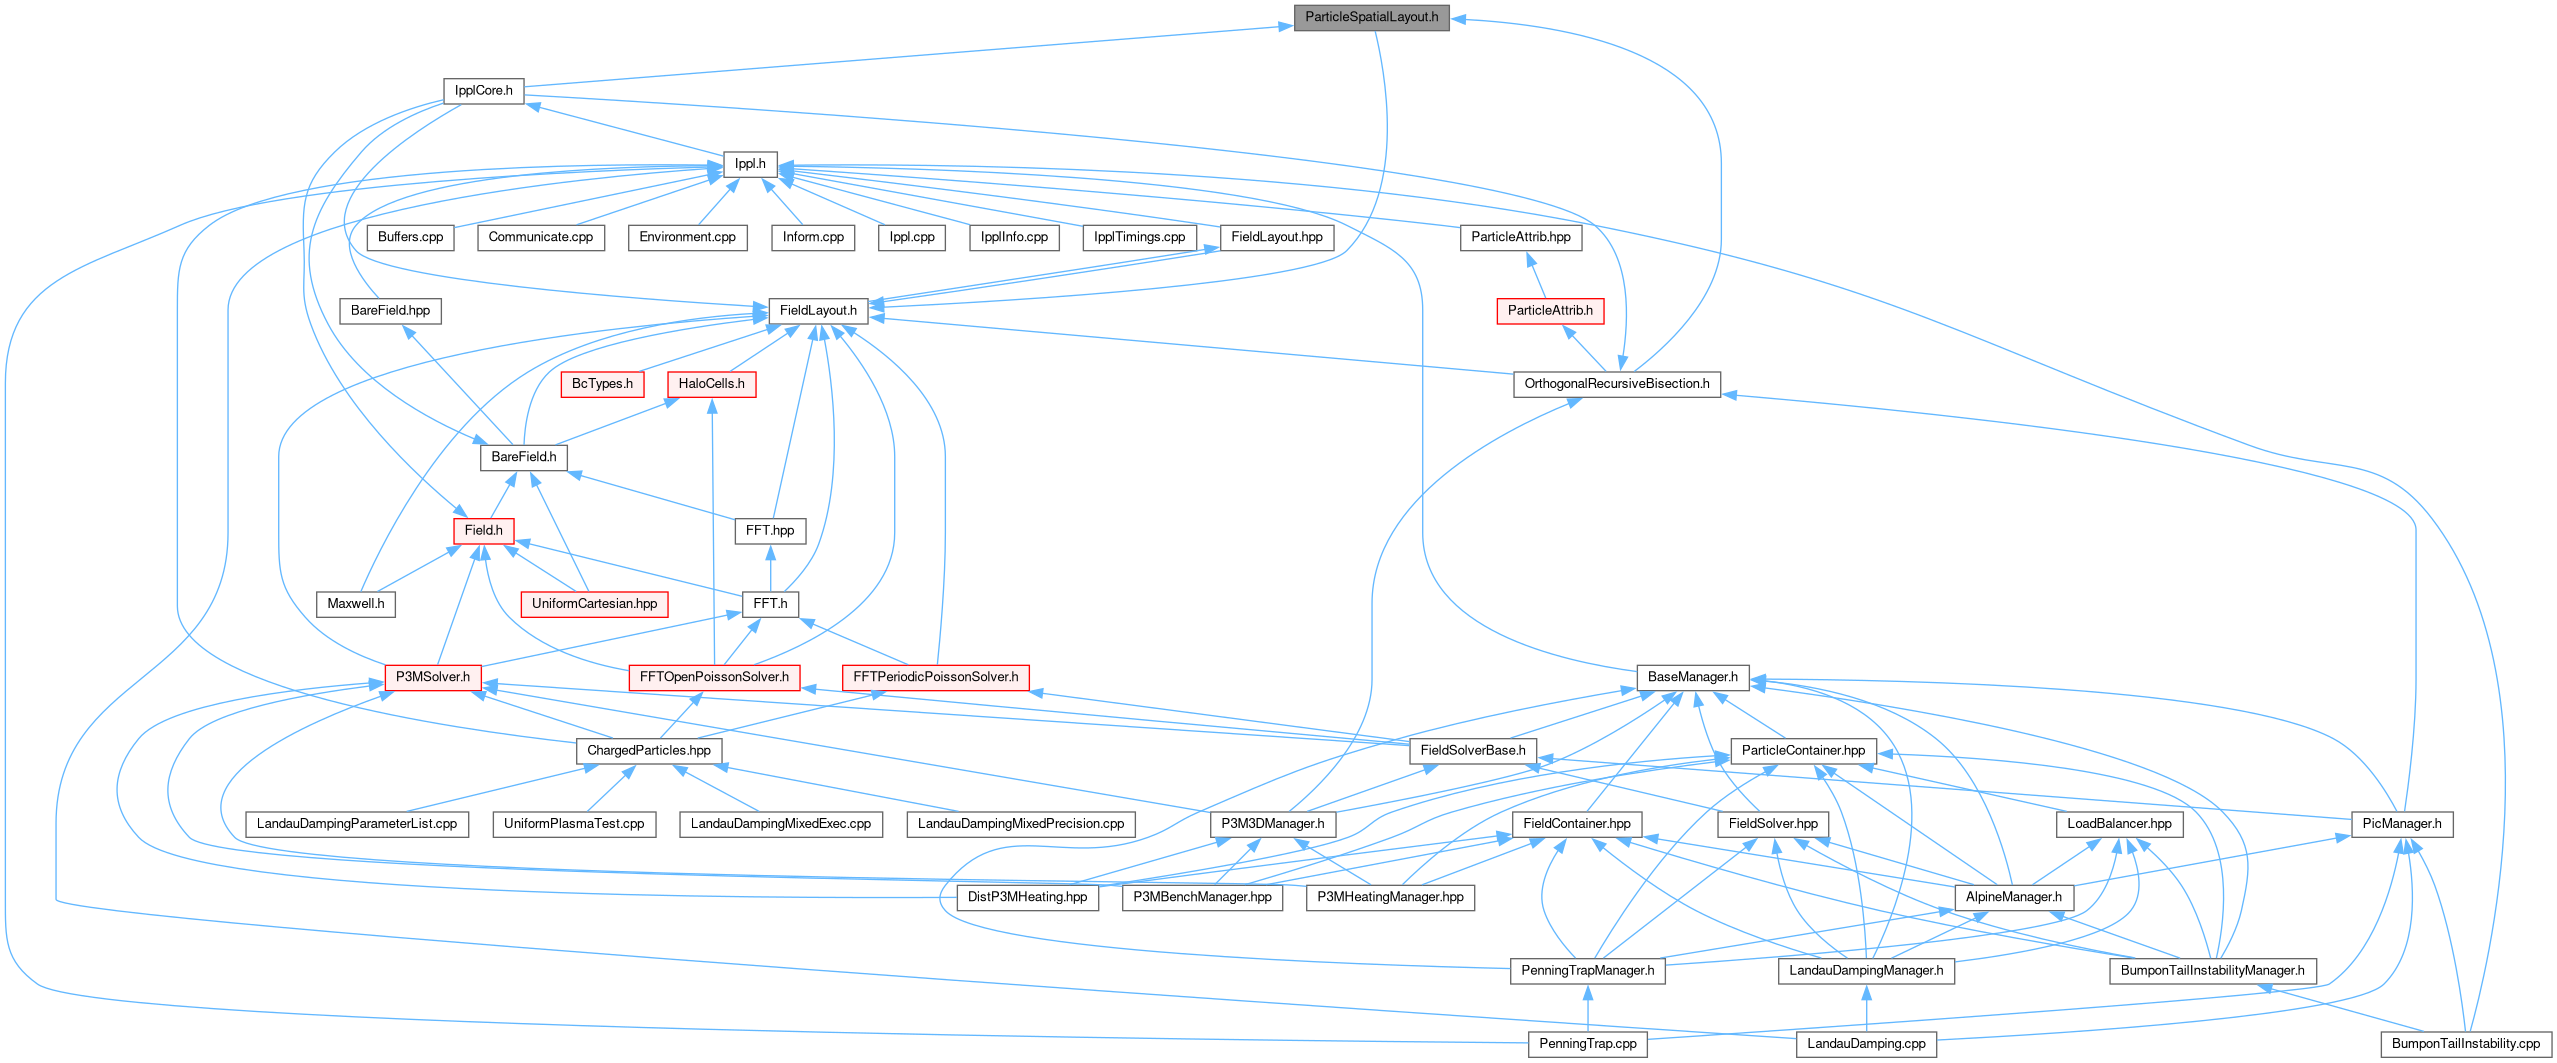 ParticleSpatialLayout.h
IpplCore.h
Ippl.h
Buffers.cpp
Communicate.cpp
Environment.cpp
Inform.cpp
Ippl.cpp
IpplInfo.cpp
IpplTimings.cpp
FieldLayout.hpp
ParticleAttrib.hpp
BareField.hpp
FieldLayout.h
ParticleAttrib.h
BcTypes.h
HaloCells.h
OrthogonalRecursiveBisection.h
BareField.h
Field.h
FFT.hpp
Maxwell.h
UniformCartesian.hpp
FFT.h
P3MSolver.h
FFTOpenPoissonSolver.h
FFTPeriodicPoissonSolver.h
BaseManager.h
ChargedParticles.hpp
FieldSolverBase.h
ParticleContainer.hpp
LandauDampingParameterList.cpp
UniformPlasmaTest.cpp
LandauDampingMixedExec.cpp
LandauDampingMixedPrecision.cpp
P3M3DManager.h
FieldContainer.hpp
FieldSolver.hpp
LoadBalancer.hpp
PicManager.h
DistP3MHeating.hpp
P3MBenchManager.hpp
P3MHeatingManager.hpp
AlpineManager.h
PenningTrapManager.h
LandauDampingManager.h
BumponTailInstabilityManager.h
PenningTrap.cpp
LandauDamping.cpp
BumponTailInstability.cpp